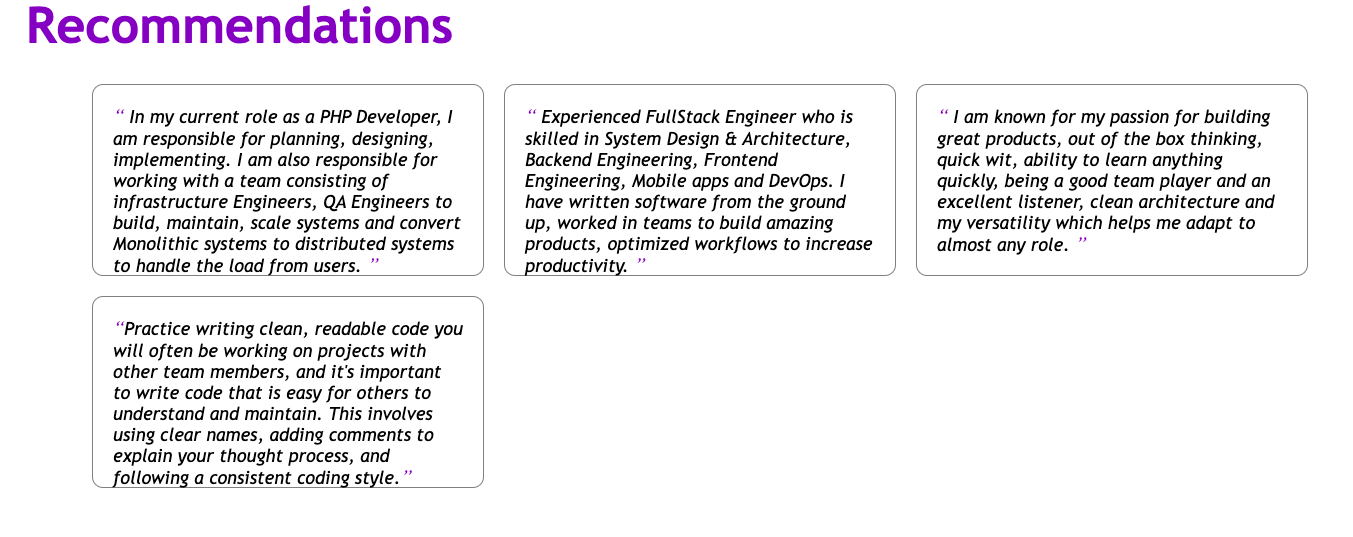 Recommendations
“ In my current role as a PHP Developer, I
am responsible for planning, designing,
implementing. I am also responsible for
working with a team consisting of
infrastructure Engineers, QA Engineers to
build, maintain, scale systems and convert
Monolithic systems to distributed systems
to handle the load from users. ”
“ Experienced FullStack Engineer who is
skilled in System Design & Architecture,
Backend Engineering, Frontend
Engineering, Mobile apps and DevOps. I
have written software from the ground
up, worked in teams to build amazing
products, optimized workflows to increase
productivity. ”
“ I am known for my passion for building
great products, out of the box thinking,
quick wit, ability to learn anything
quickly, being a good team player and an
excellent listener, clean architecture and
my versatility which helps me adapt to
almost any role. ”
“Practice writing clean, readable code you
will often be working on projects with
other team members, and it's important
to write code that is easy for others to
understand and maintain. This involves
using clear names, adding comments to
explain your thought process, and
following a consistent coding style.”